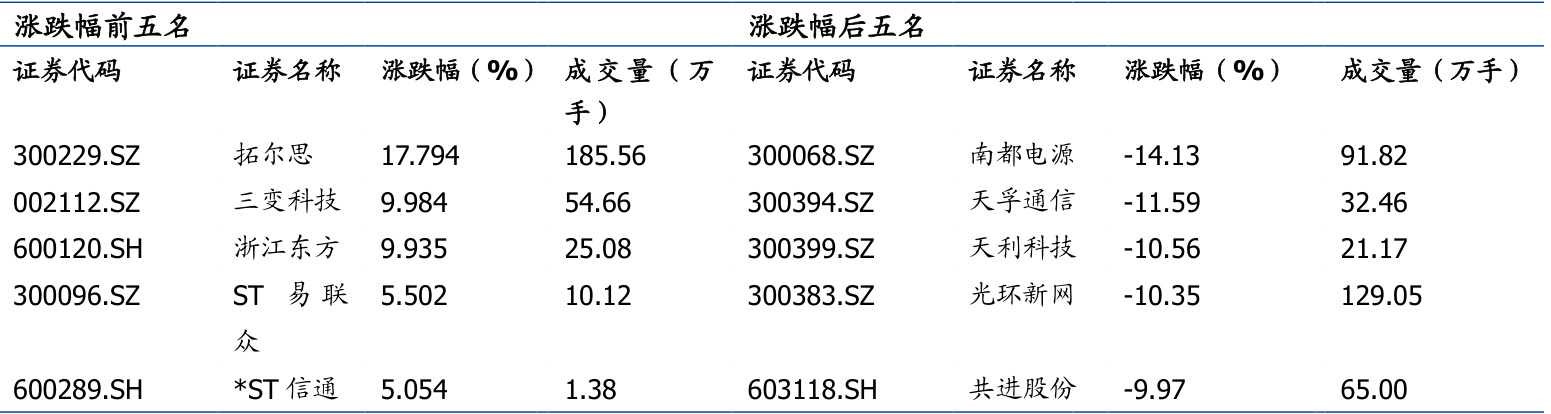 涨跌幅前五名 涨跌幅后五名
证券代码 证券名称 涨跌幅（%） 成交量（万 证券代码 证券名称 涨跌幅（%） 成交量（万手）
手）
300229.SZ 拓尔思 17.794 185.56 300068.SZ 南都电源 -14.13 91.82
002112.SZ 三变科技 9.984 54.66 300394.SZ 天孚通信 -11.59 32.46
600120.SH 浙江东方 9.935 25.08 300399.SZ 天利科技 -10.56 21.17
300096.SZ ST 易联 5.502 10.12 300383.SZ 光环新网 -10.35 129.05
众
600289.SH *ST信通 5.054 1.38 603118.SH 共进股份 -9.97 65.00